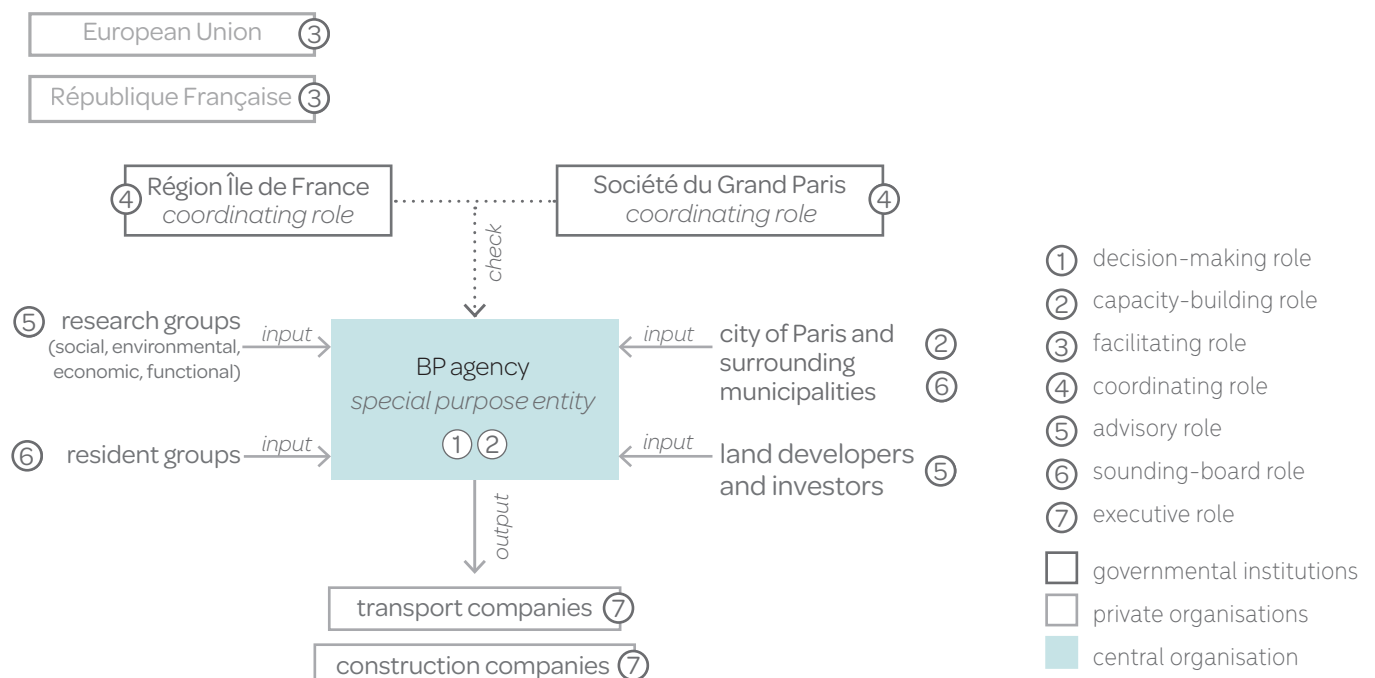 European Union ③
République Française ③
④ Région Île de France
coordinating role
Société du Grand Paris ④
coordinating role
check
⑤ research groups
(social, environmental,
economic, functional)
input
⑥ resident groups
input
BP agency
special purpose entity
① ②
input
city of Paris and
surrounding
municipalities
②
⑥
input
land developers
and investors
⑤
output
transport companies ⑦
construction companies ⑦
① decision-making role
② capacity-building role
③ facilitating role
④ coordinating role
⑤ advisory role
⑥ sounding-board role
⑦ executive role
governmental institutions
private organisations
central organisation